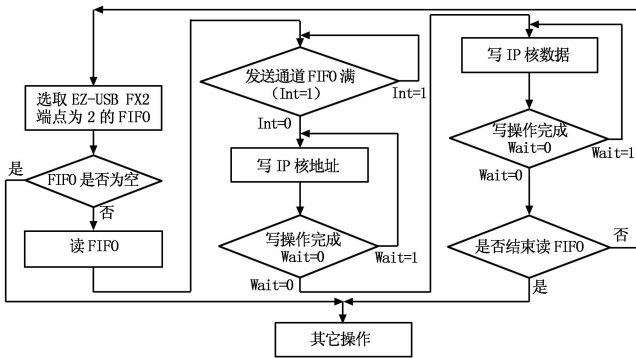 选取 EZ-USB FX2
端点为 2 的 FIFO
是
FIFO 是否为空
否
读 FIFO
发送通道 FIFO 满
（Int=1）
Int=1
Int=0
写 IP 核地址
写操作完成
Wait=0
Wait=1
Wait=0
写 IP 核数据
写操作完成
Wait=0
Wait=1
Wait=0
是否结束读 FIFO
否
是
其它操作